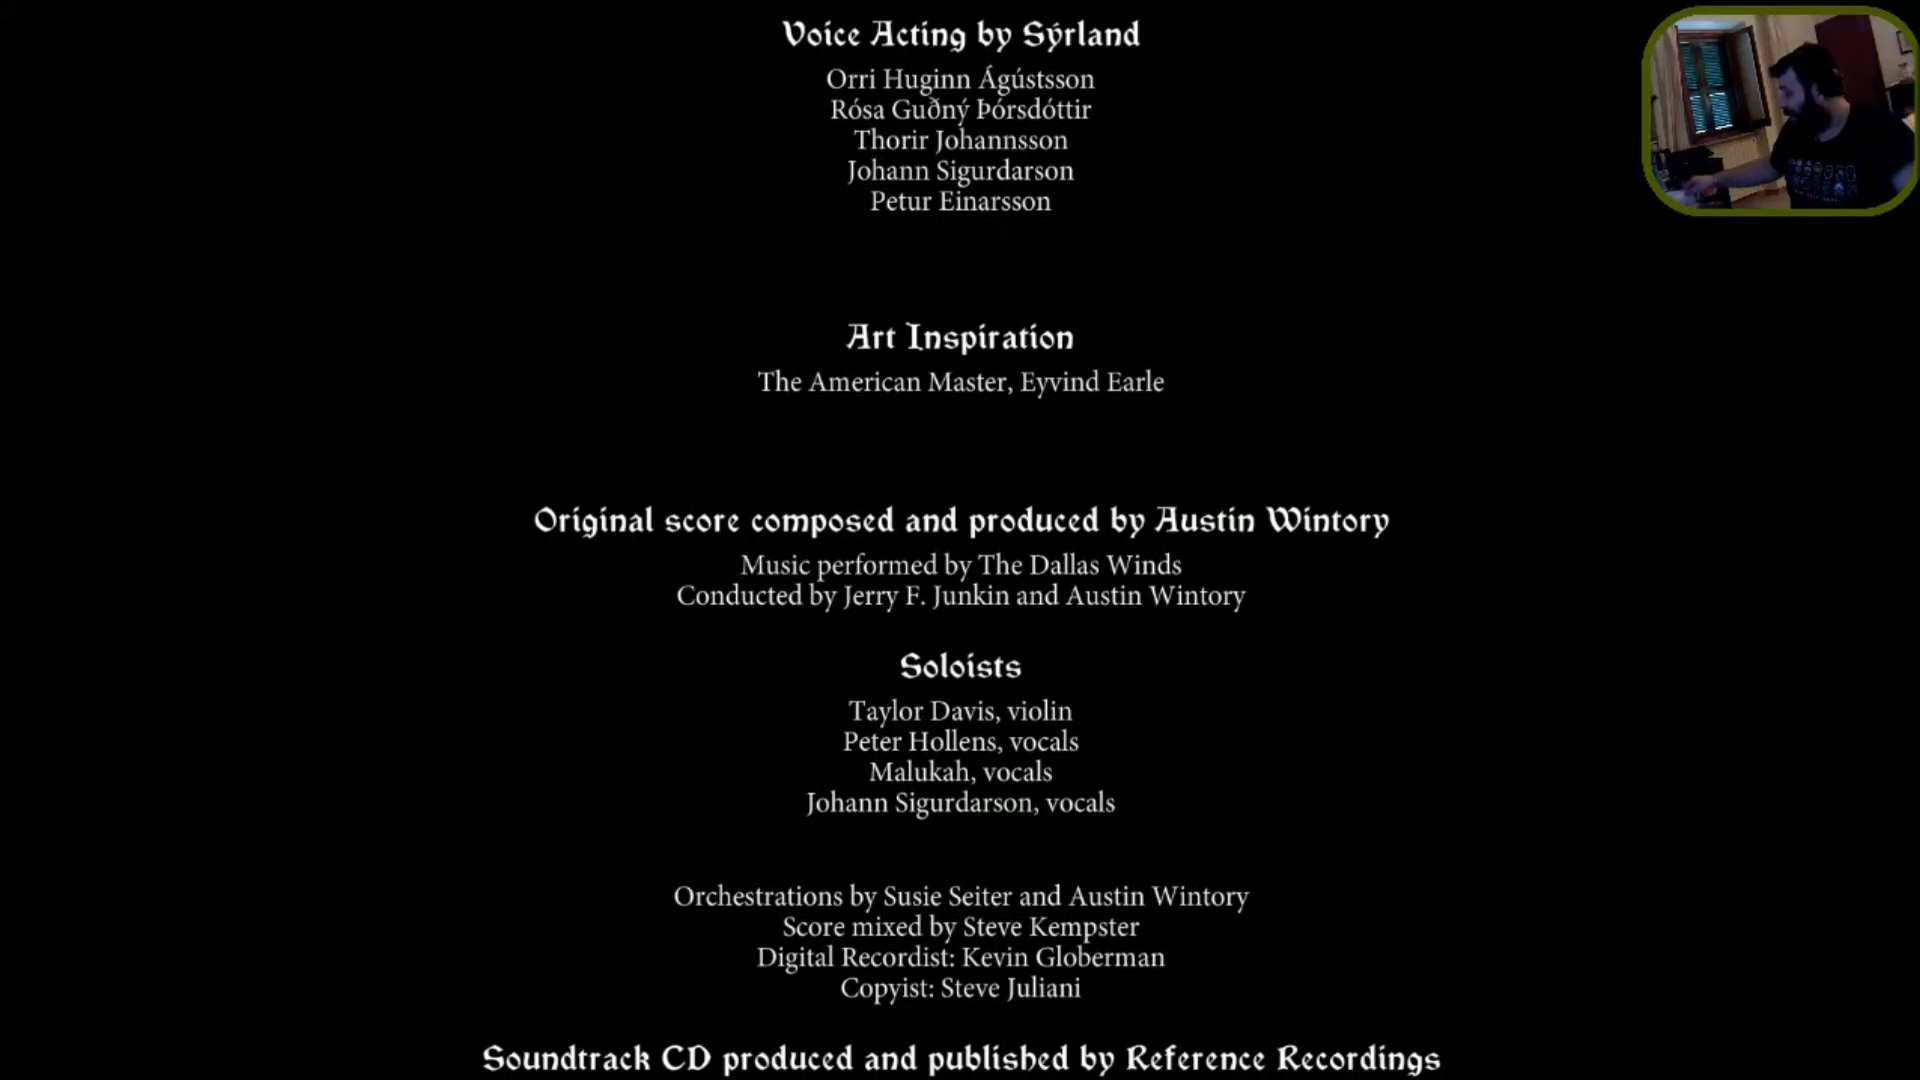 Voice Acting by Sýrland
Orri Huginn Ágústsson
Rósa Guðný Þórsdóttir
Thorir Johannsson
Johann Sigurdarson
Petur Einarsson
Art Inspiration
The American Master, Eyvind Earle
Original score composed and produced by Austin Wintory
Music performed by The Dallas Winds
Conducted by Jerry F. Junkin and Austin Wintory
Soloists
Taylor Davis, violin
Peter Hollens, vocals
Malukah, vocals
Johann Sigurdarson, vocals
Orchestrations by Susie Seiter and Austin Wintory
Score mixed by Steve Kempster
Digital Recordist: Kevin Globerman
Copyist: Steve Juliani
Soundtrack CD produced and published by Reference Recordings